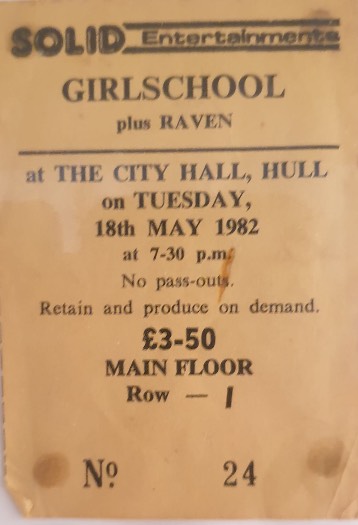 SOLID Entertainments
GIRLSCHOOL
plus RAVEN
at THE CITY HALL, HULL
on TUESDAY,
18th MAY 1982
at 7-30 p.m.
No pass-outs.
Retain and produce on demand.
£3-50
MAIN FLOOR
Row — 1
No. 24